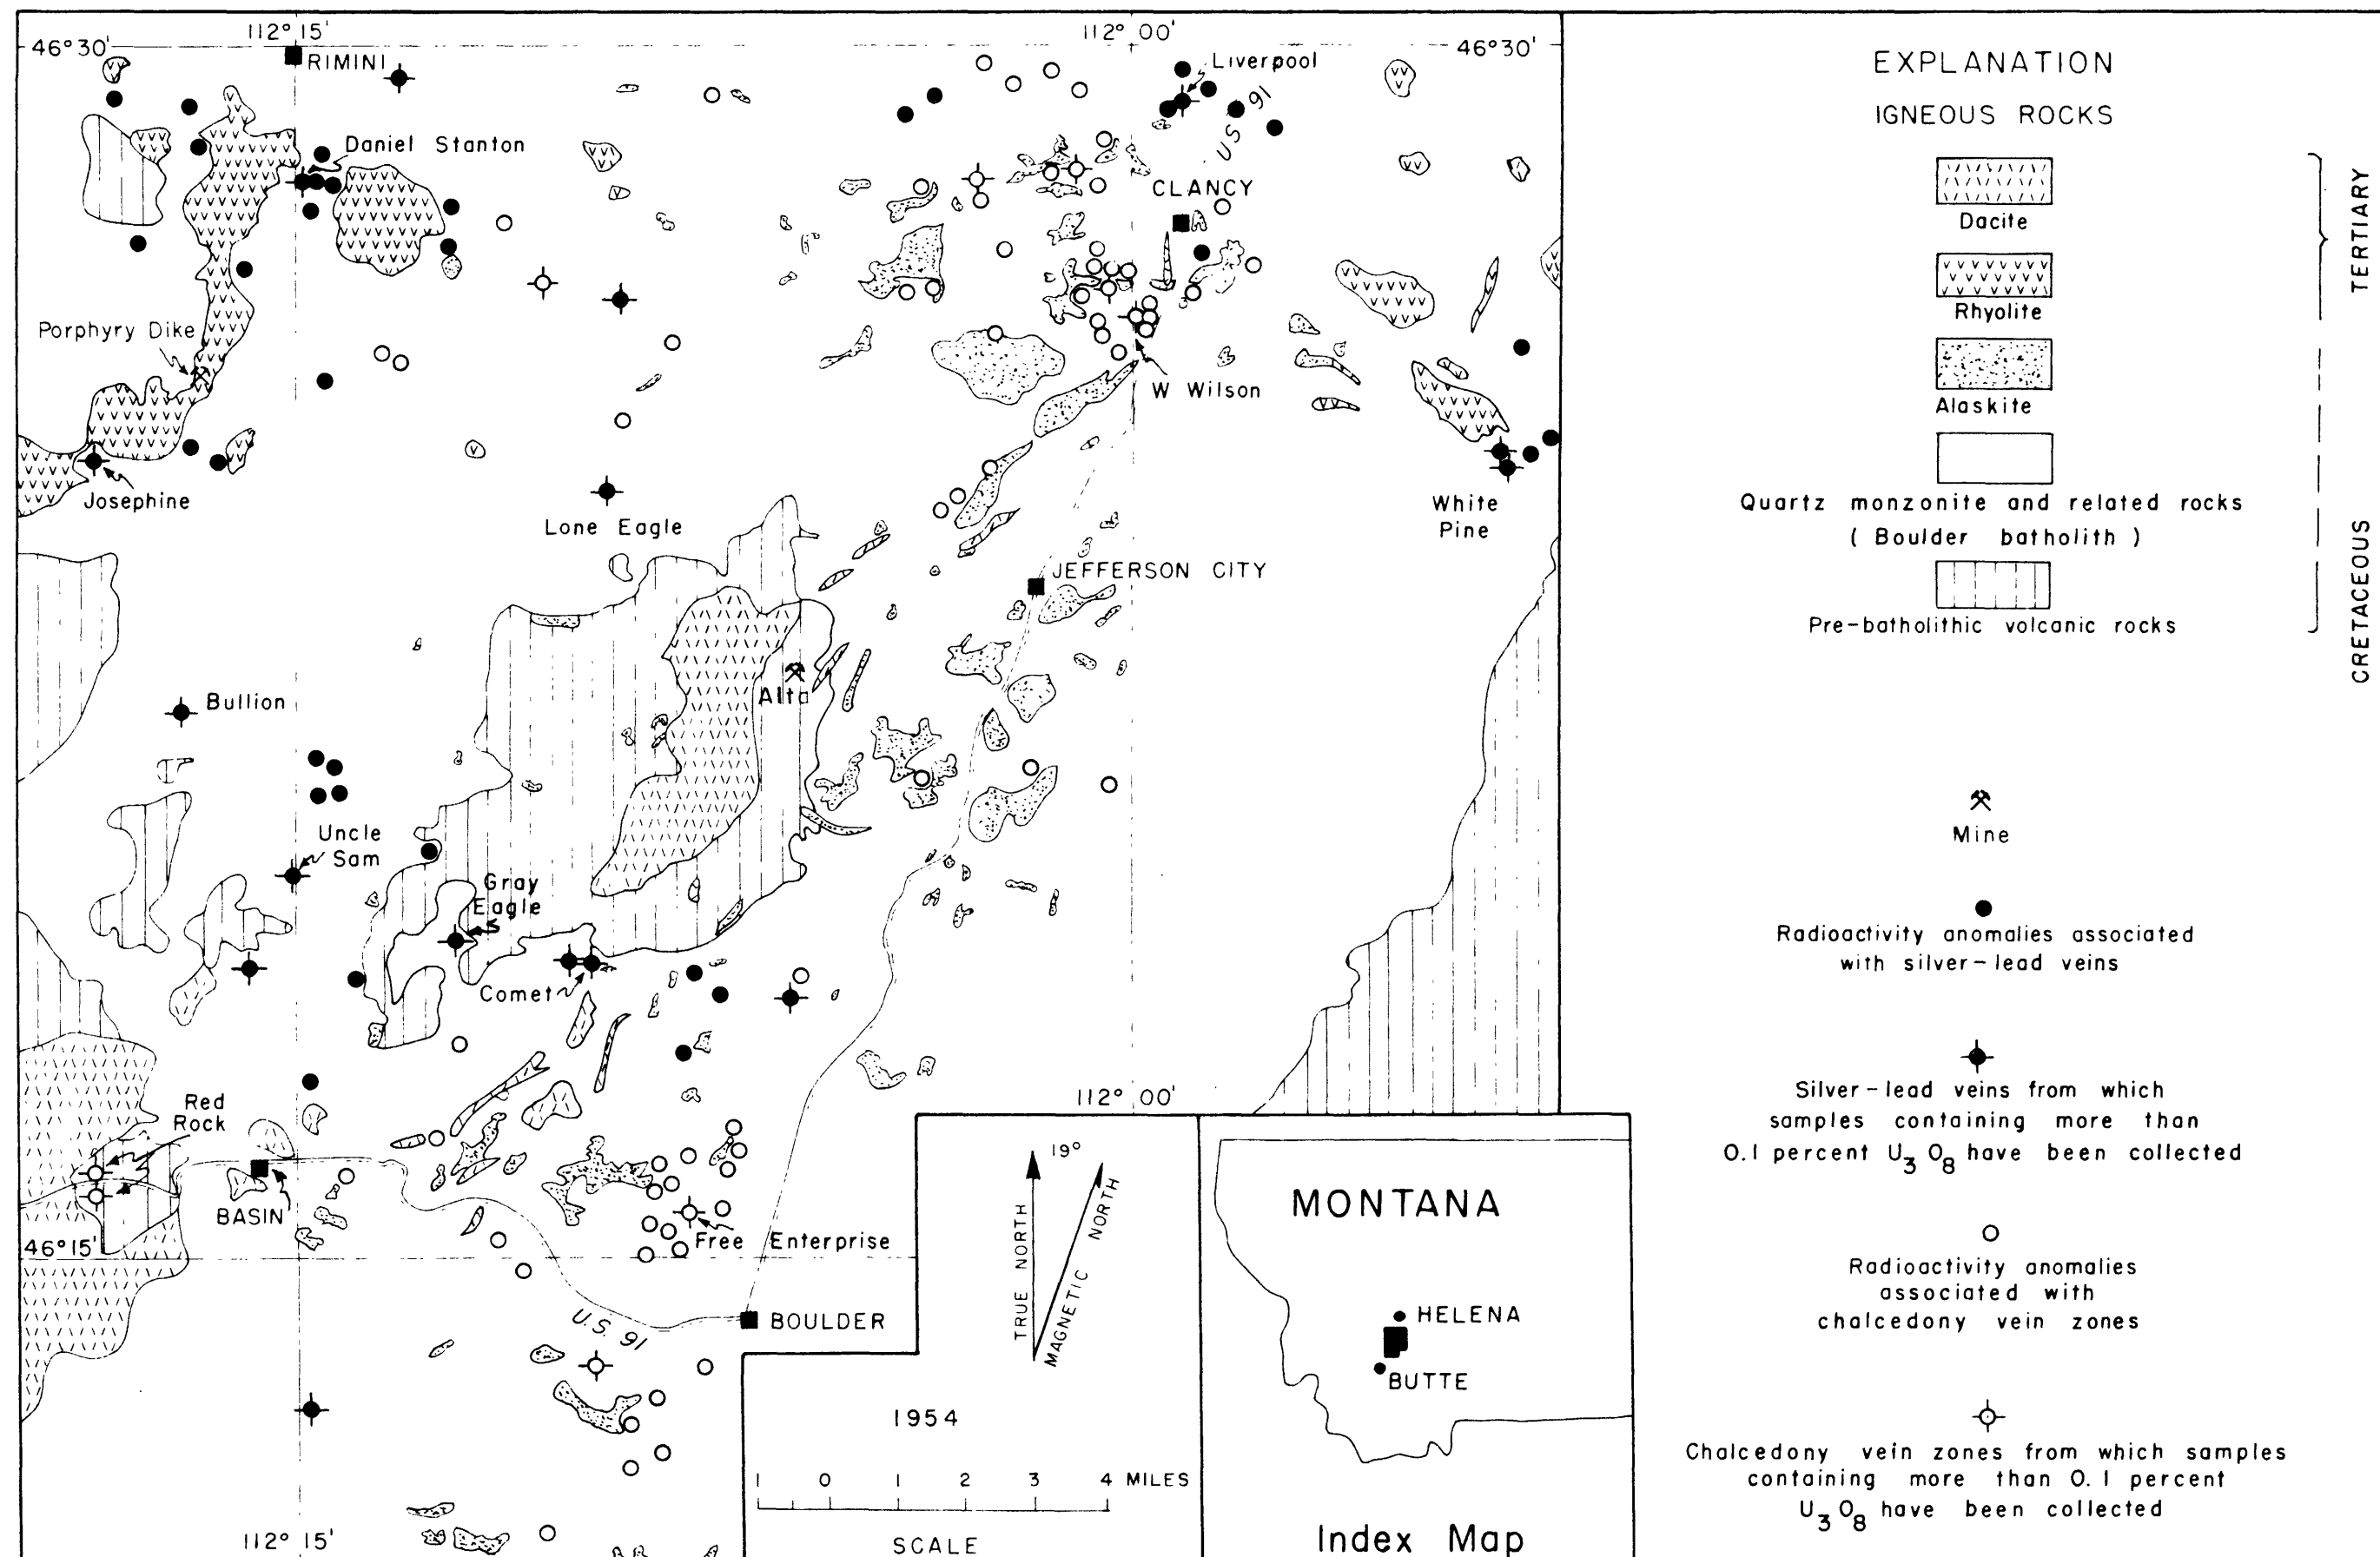 112° 15'
112° 00'
46° 30'
46° 30'
RIMINI
Liverpool
US 91
Daniel Stanton
CLANCY
Porphyry Dike
W Wilson
Josephine
Lone Eagle
White
Pine
JEFFERSON CITY
Alta
Bullion
Uncle
Sam
Gray
Eagle
Comet
Red
Rock
BASIN
46° 15'
Free Enterprise
U.S. 91
BOULDER
112° 15'
112° 00'
19°
TRUE NORTH
MAGNETIC NORTH
1954
1 0 1 2 3 4 MILES
SCALE
MONTANA
HELENA
BUTTE
Index Map
EXPLANATION
IGNEOUS ROCKS
Dacite
Rhyolite
Alaskite
Quartz monzonite and related rocks
( Boulder batholith )
Pre-batholithic volcanic rocks
TERTIARY
CRETACEOUS
Mine
Radioactivity anomalies associated
with silver-lead veins
Silver-lead veins from which
samples containing more than
0.1 percent U3O8 have been collected
Radioactivity anomalies
associated with
chalcedony vein zones
Chalcedony vein zones from which samples
containing more than 0.1 percent
U3O8 have been collected